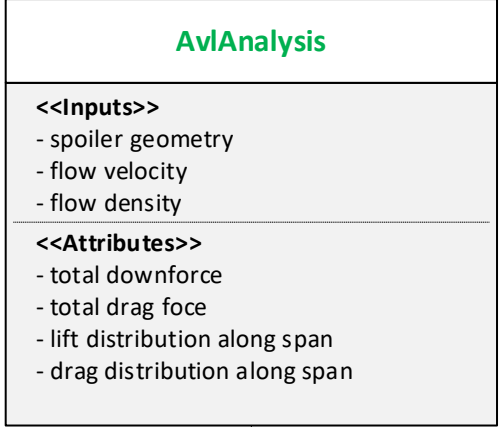 AvlAnalysis
<<Inputs>>
- spoiler geometry
- flow velocity
- flow density
<<Attributes>>
- total downforce
- total drag foce
- lift distribution along span
- drag distribution along span